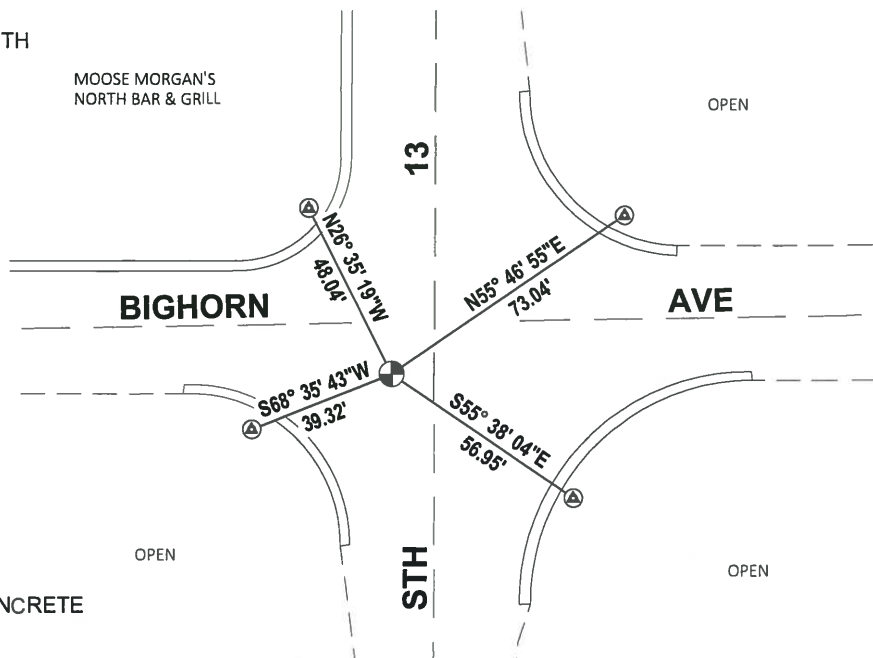 TH
MOOSE MORGAN'S
NORTH BAR & GRILL
OPEN
13
N26° 35' 19"W
48.04'
N55° 46' 55"E
73.04'
BIGHORN
AVE
S68° 35' 43"W
39.32'
S55° 38' 04"E
56.95'
OPEN
STH
OPEN
NCRETE